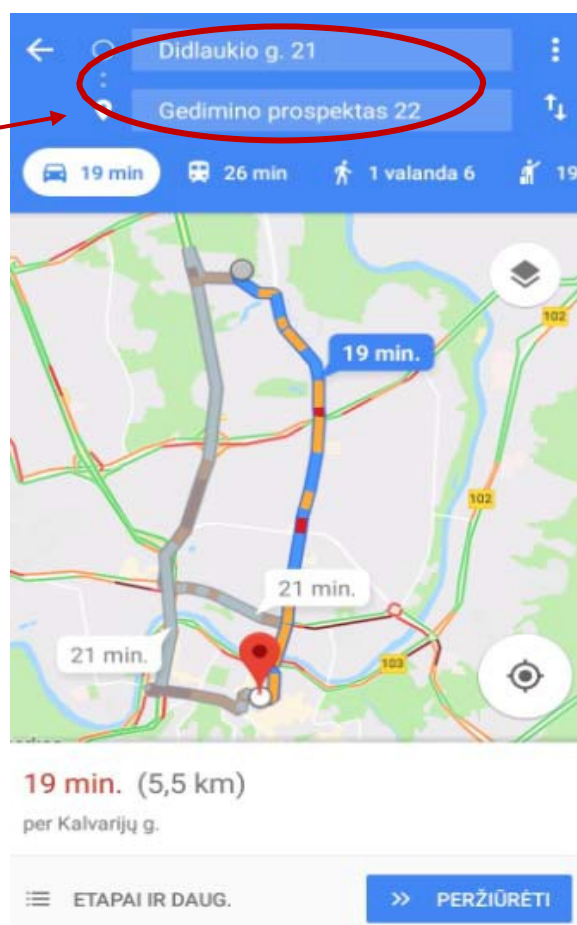 Didlaukio g. 21
Gedimino prospektas 22
19 min
26 min
1 valanda 6
19
102
19 min.
102
21 min.
21 min.
103
19 min. (5,5 km)
per Kalvarijų g.
ETAPAI IR DAUG.
PERŽIŪRĖTI